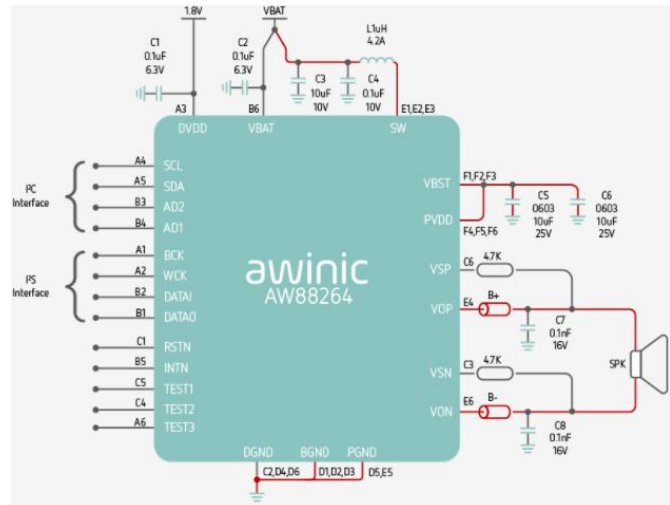 1.8V
VBAT
C1
0.1uF
6.3V
C2
0.1uF
6.3V
L1uH
4.2A
C3
10uF
10V
C4
0.1uF
10V
A3
B6
E1,E2,E3
DVDD
VBAT
SW
I²C
Interface
A4
SCL
A5
SDA
B3
AD2
B4
AD1
I²S
Interface
A1
BCK
A2
WCK
B2
DATAI
B1
DATAO
C1
RSTN
B5
INTN
C5
TEST1
C4
TEST2
A6
TEST3
awinic
AW88264
VBST
F1,F2,F3
PVDD
F4,F5,F6
C5
0603
10uF
25V
C6
0603
10uF
25V
VSP
C6
4.7K
VOP
E4
B+
C7
0.1nF
16V
SPK
VSN
C3
4.7K
VON
E6
B-
C8
0.1nF
16V
DGND
BGND
PGND
C2,D4,D6
D1,D2,D3
D5,E5